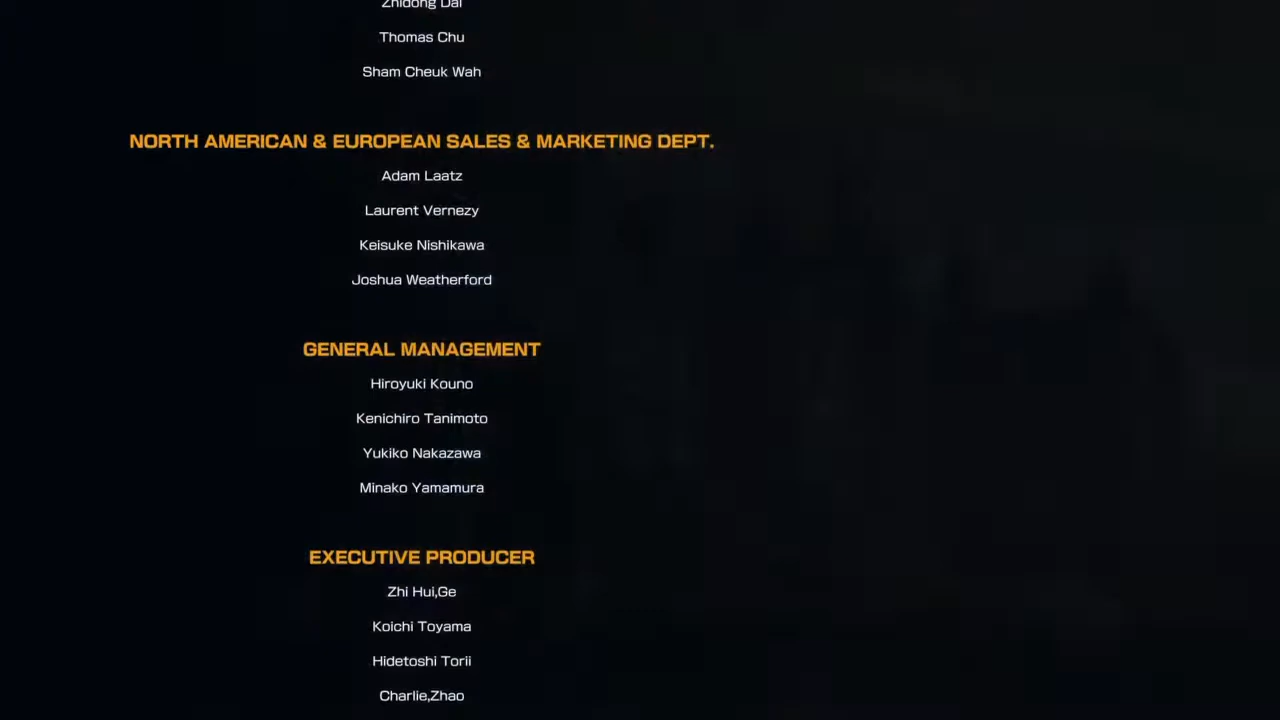 Zhidong Dai
Thomas Chu
Sham Cheuk Wah
NORTH AMERICAN & EUROPEAN SALES & MARKETING DEPT.
Adam Laatz
Laurent Vernezy
Keisuke Nishikawa
Joshua Weatherford
GENERAL MANAGEMENT
Hiroyuki Kouno
Kenichiro Tanimoto
Yukiko Nakazawa
Minako Yamamura
EXECUTIVE PRODUCER
Zhi Hui,Ge
Koichi Toyama
Hidetoshi Torii
Charlie,Zhao